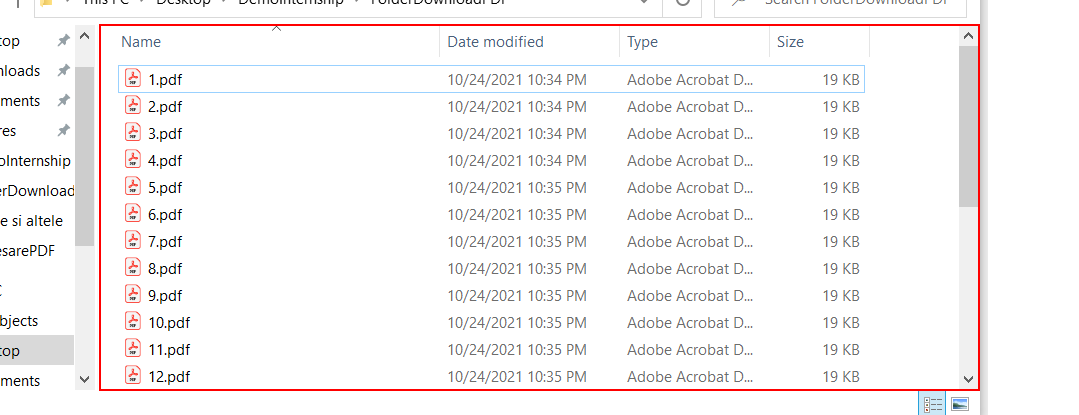 This PC > Desktop > DemoInternship > FolderDownloadPDF
Search FolderDownloadPDF
top
nloads
ments
res
oInternship
erDownload
e si altele
esarePDF
bjects
top
ments
Name Date modified Type Size
1.pdf 10/24/2021 10:34 PM Adobe Acrobat D... 19 KB
2.pdf 10/24/2021 10:34 PM Adobe Acrobat D... 19 KB
3.pdf 10/24/2021 10:34 PM Adobe Acrobat D... 19 KB
4.pdf 10/24/2021 10:34 PM Adobe Acrobat D... 19 KB
5.pdf 10/24/2021 10:35 PM Adobe Acrobat D... 19 KB
6.pdf 10/24/2021 10:35 PM Adobe Acrobat D... 19 KB
7.pdf 10/24/2021 10:35 PM Adobe Acrobat D... 19 KB
8.pdf 10/24/2021 10:35 PM Adobe Acrobat D... 19 KB
9.pdf 10/24/2021 10:35 PM Adobe Acrobat D... 19 KB
10.pdf 10/24/2021 10:35 PM Adobe Acrobat D... 19 KB
11.pdf 10/24/2021 10:35 PM Adobe Acrobat D... 19 KB
12.pdf 10/24/2021 10:35 PM Adobe Acrobat D... 19 KB